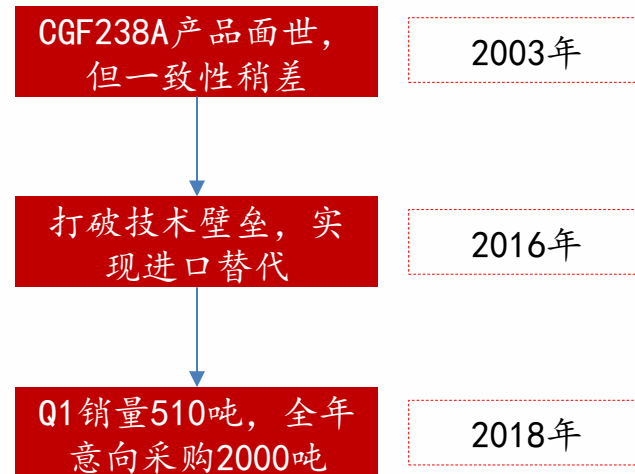 CGF238A产品面世，
但一致性稍差
2003年
打破技术壁垒，实
现进口替代
2016年
Q1销量510吨，全年
意向采购2000吨
2018年